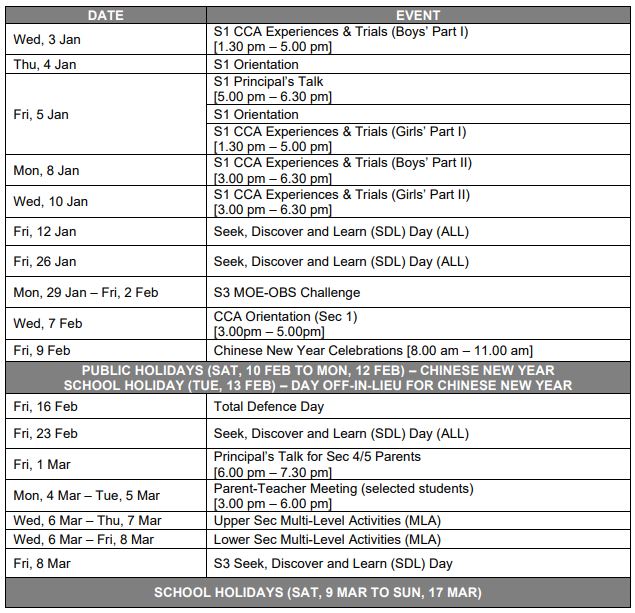 DATE EVENT
Wed, 3 Jan S1 CCA Experiences & Trials (Boys' Part I)
[1.30 pm – 5.00 pm]
Thu, 4 Jan S1 Orientation
Fri, 5 Jan S1 Principal's Talk
[5.00 pm – 6.30 pm]
S1 Orientation
S1 CCA Experiences & Trials (Girls' Part I)
[1.30 pm – 5.00 pm]
Mon, 8 Jan S1 CCA Experiences & Trials (Boys' Part II)
[3.00 pm – 6.30 pm]
Wed, 10 Jan S1 CCA Experiences & Trials (Girls' Part II)
[3.00 pm – 6.30 pm]
Fri, 12 Jan Seek, Discover and Learn (SDL) Day (ALL)
Fri, 26 Jan Seek, Discover and Learn (SDL) Day (ALL)
Mon, 29 Jan – Fri, 2 Feb S3 MOE-OBS Challenge
Wed, 7 Feb CCA Orientation (Sec 1)
[3.00pm – 5.00pm]
Fri, 9 Feb Chinese New Year Celebrations [8.00 am – 11.00 am]
PUBLIC HOLIDAYS (SAT, 10 FEB TO MON, 12 FEB) – CHINESE NEW YEAR
SCHOOL HOLIDAY (TUE, 13 FEB) – DAY OFF-IN-LIEU FOR CHINESE NEW YEAR
Fri, 16 Feb Total Defence Day
Fri, 23 Feb Seek, Discover and Learn (SDL) Day (ALL)
Fri, 1 Mar Principal's Talk for Sec 4/5 Parents
[6.00 pm – 7.30 pm]
Mon, 4 Mar – Tue, 5 Mar Parent-Teacher Meeting (selected students)
[3.00 pm – 6.00 pm]
Wed, 6 Mar – Thu, 7 Mar Upper Sec Multi-Level Activities (MLA)
Wed, 6 Mar – Fri, 8 Mar Lower Sec Multi-Level Activities (MLA)
Fri, 8 Mar S3 Seek, Discover and Learn (SDL) Day
SCHOOL HOLIDAYS (SAT, 9 MAR TO SUN, 17 MAR)